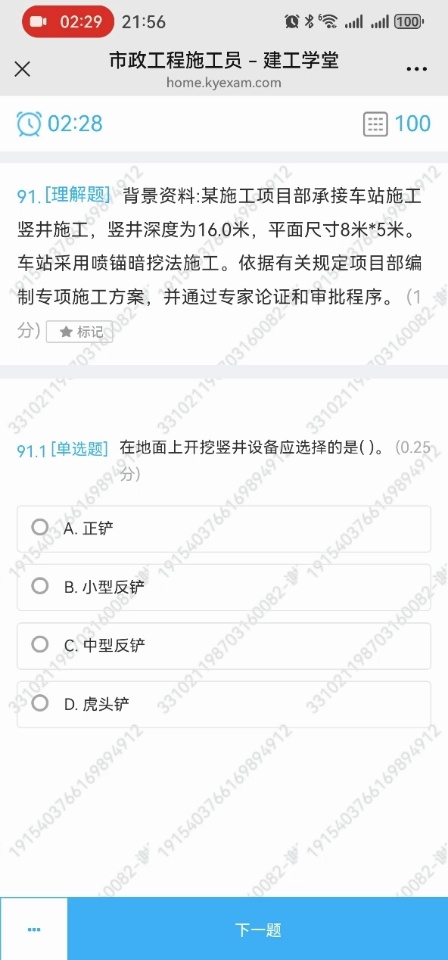 02:29 21:56 6 100
市政工程施工员 - 建工学堂
home.kyexam.com
02:28 100
91. [理解题] 背景资料:某施工项目部承接车站施工
竖井施工，竖井深度为16.0米，平面尺寸8米*5米。
车站采用喷锚暗挖法施工。依据有关规定项目部编
制专项施工方案，并通过专家论证和审批程序。(1
分) ★ 标记
91.1 [单选题] 在地面上开挖竖井设备应选择的是( )。 (0.25
分)
A. 正铲
B. 小型反铲
C. 中型反铲
D. 虎头铲
下一题